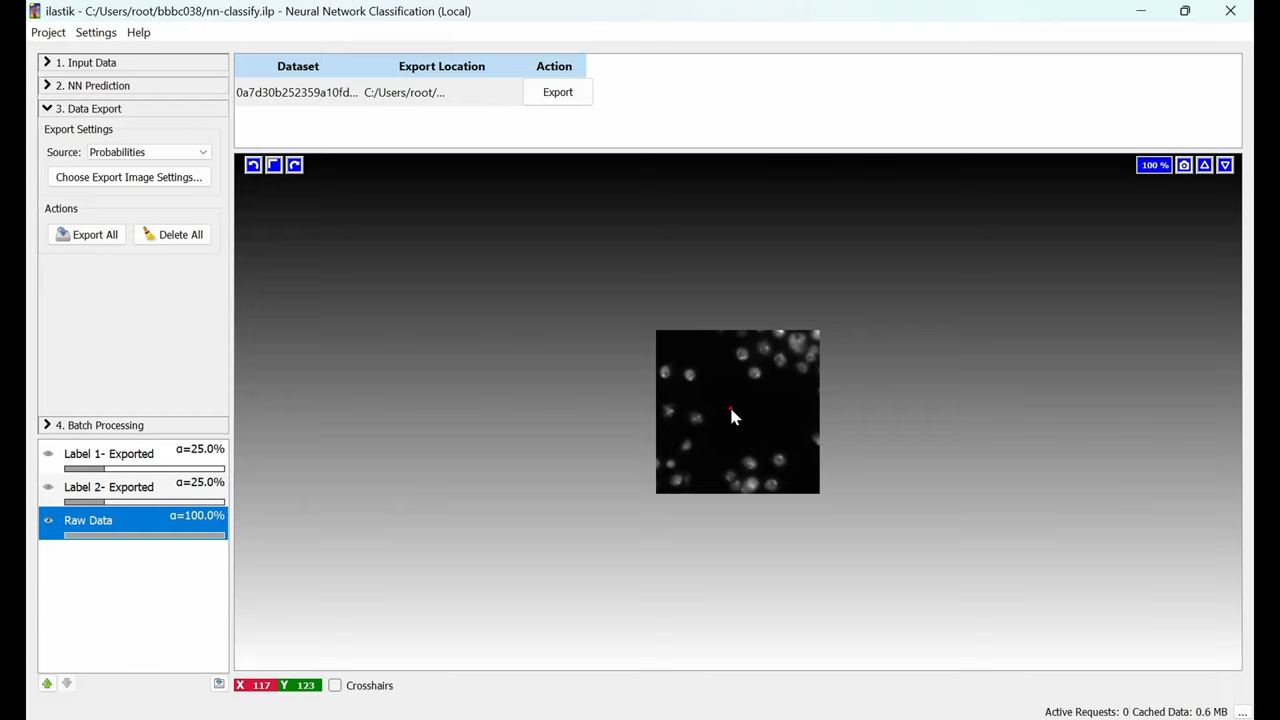 ilastik - C:/Users/root/bbbc038/nn-classify.ilp - Neural Network Classification (Local)
Project Settings Help
1. Input Data
2. NN Prediction
3. Data Export
Export Settings
Source: Probabilities
Choose Export Image Settings...
Actions
Export All Delete All
Dataset Export Location Action
0a7d30b252359a10fd... C:/Users/root/... Export
100 %
4. Batch Processing
Label 1- Exported α=25.0%
Label 2- Exported α=25.0%
Raw Data α=100.0%
X 117 Y 123 Crosshairs
Active Requests: 0 Cached Data: 0.6 MB ...